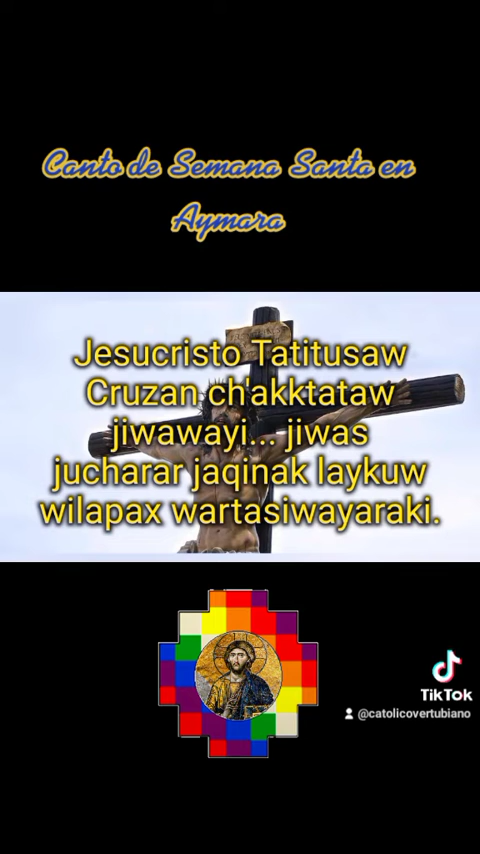 Canto de Semana Santa en
Aymara
Jesucristo Tatitusaw
Cruzan ch'akktataw
jiwawayi... jiwas
jucharar jaqinak laykuw
wilapax wartasiwayaraki.
TikTok
@catolicovertubiano